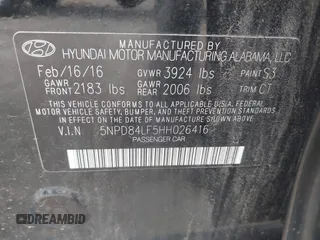 MANUFACTURED BY
HYUNDAI MOTOR MANUFACTURING ALABAMA, LLC
Feb/16/16 GVWR 3924 lbs PAINT S3
GAWR FRONT 2183 lbs GAWR REAR 2006 lbs TRIM CT
THIS VEHICLE CONFORMS TO ALL APPLICABLE FEDERAL
MOTOR VEHICLE SAFETY, BUMPER, AND THEFT PREVENTION
STANDARDS IN EFFECT ON THE DATE OF MANUFACTURE
SHOWN ABOVE.
V.I.N 5NPD84LF5HH026416
PASSENGER CAR
DREAMBID